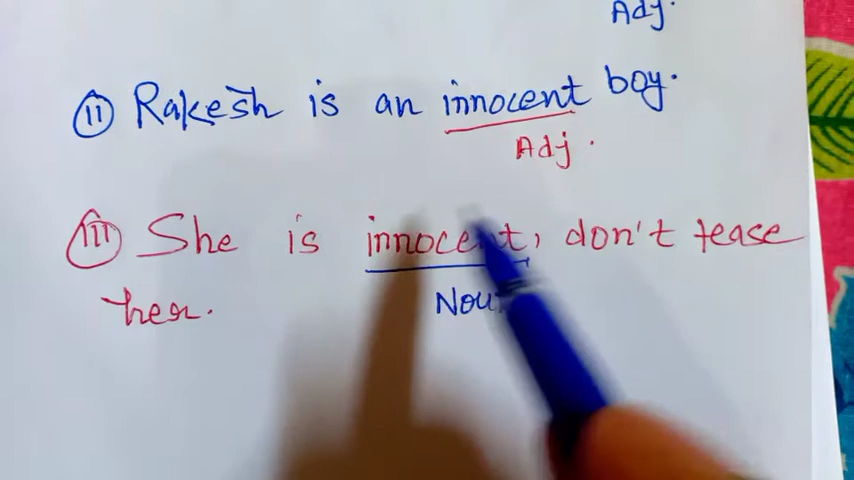 Adj.
(ii) Rakesh is an innocent boy.
Adj.
(iii) She is innocent, don't tease
her.